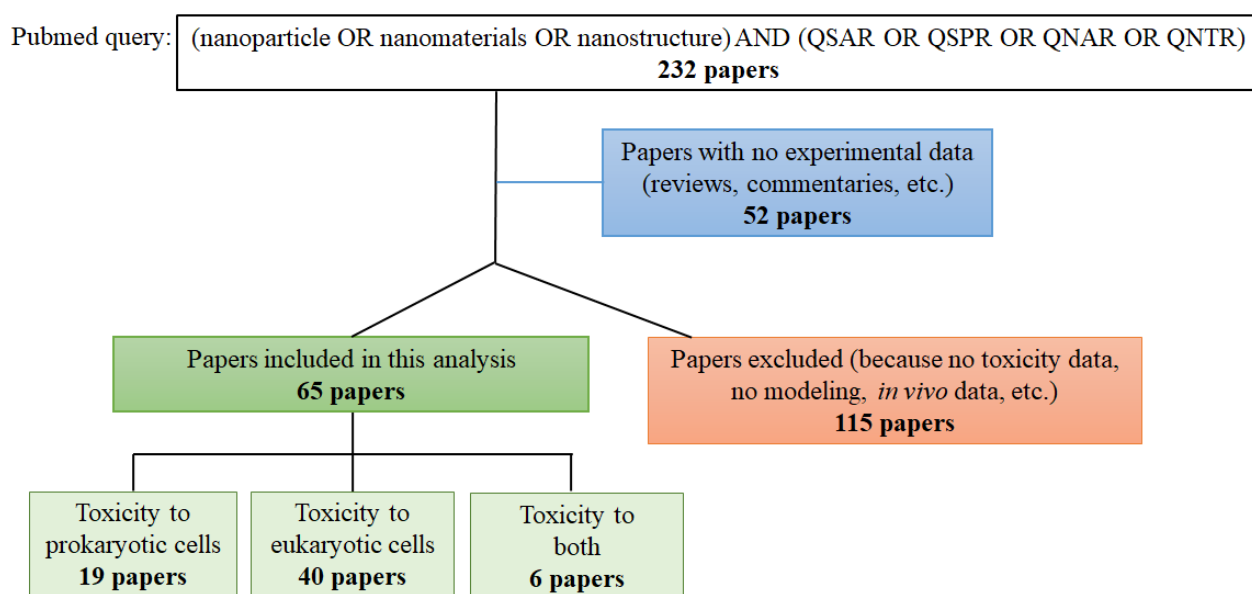 Pubmed query:
(nanoparticle OR nanomaterials OR nanostructure) AND (QSAR OR QSPR OR QNAR OR QNTR)
232 papers
Papers with no experimental data
(reviews, commentaries, etc.)
52 papers
Papers included in this analysis
65 papers
Papers excluded (because no toxicity data,
no modeling, in vivo data, etc.)
115 papers
Toxicity to
prokaryotic cells
19 papers
Toxicity to
eukaryotic cells
40 papers
Toxicity to
both
6 papers